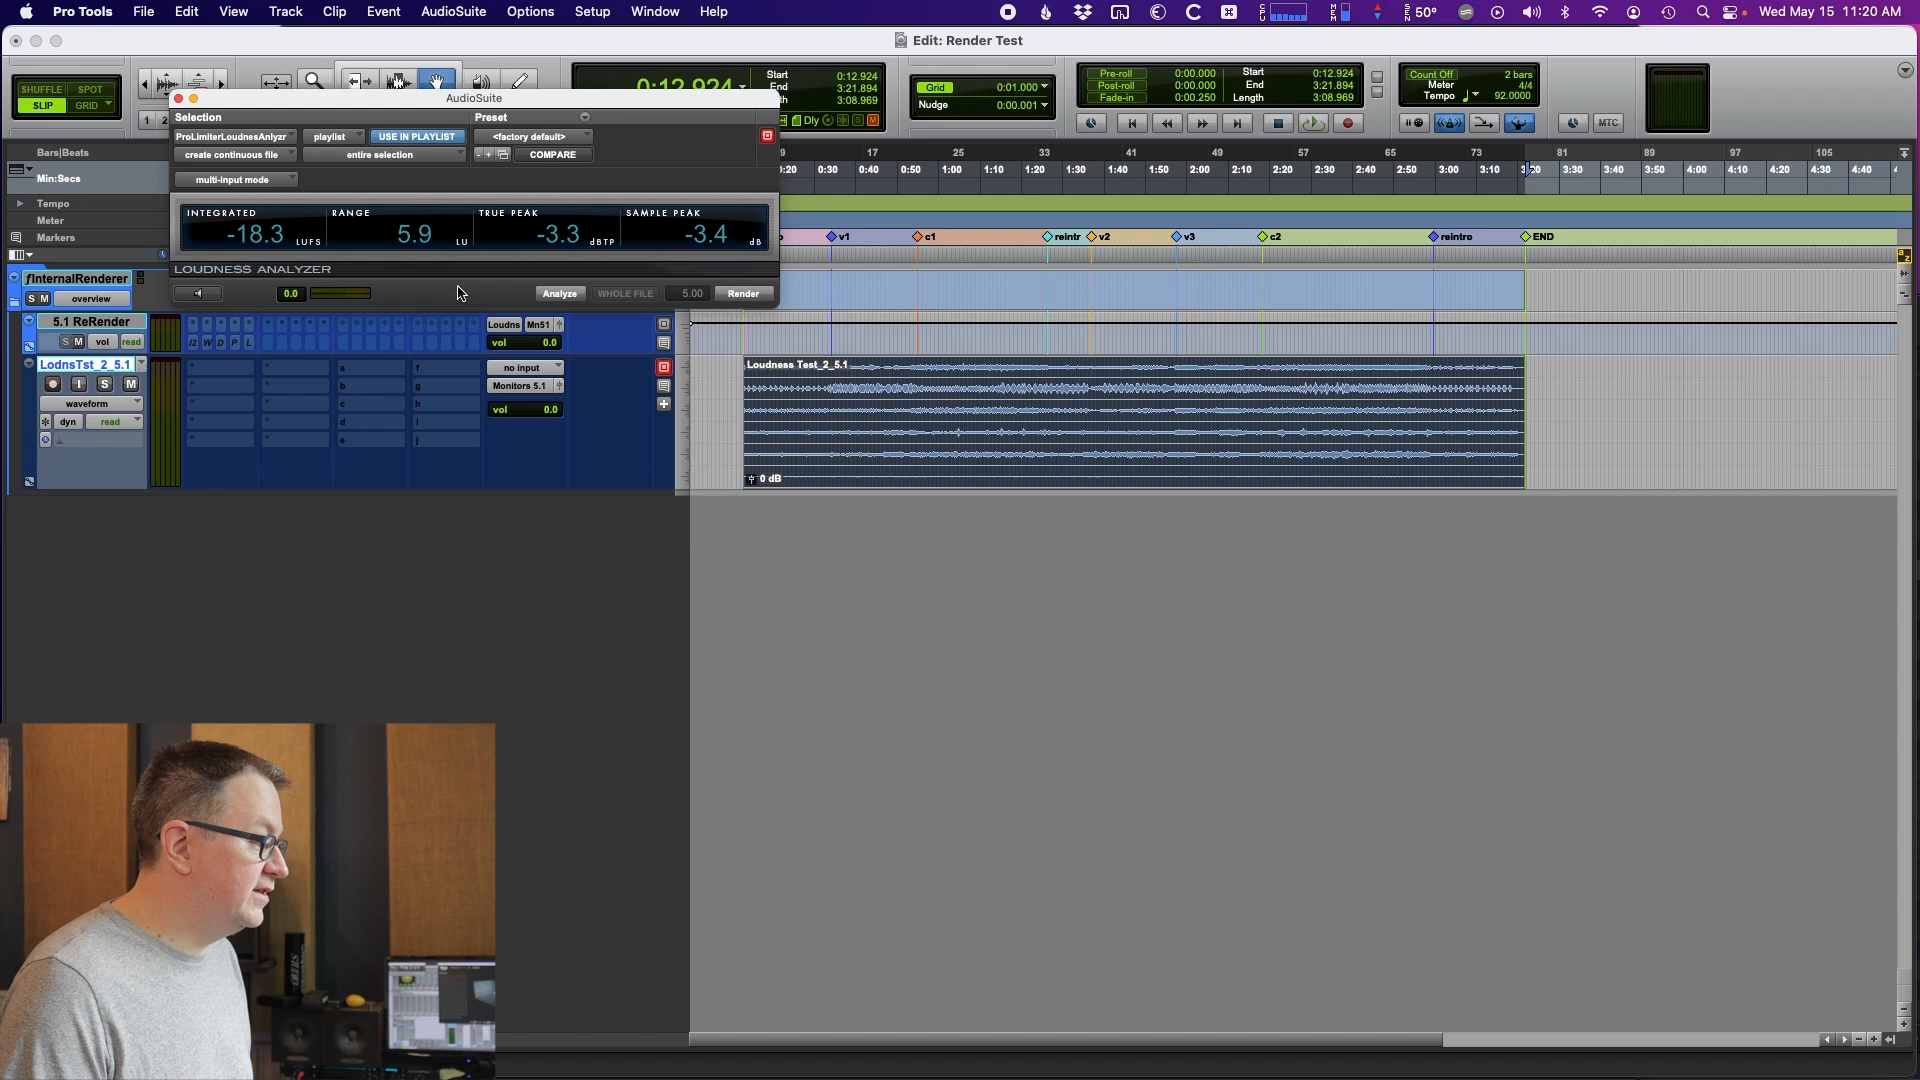 Pro Tools File Edit View Track Clip Event AudioSuite Options Setup Window Help
CPU MEM SEN 50° Wed May 15 11:20 AM
Edit: Render Test
SHUFFLE SPOT
SLIP GRID
1 2
0:12.924
Start 0:12.924
End 3:21.894
3:08.969
Dly
Grid 0:01.000
Nudge 0:00.001
Pre-roll 0:00.000
Post-roll 0:00.000
Fade-in 0:00.250
Start 0:12.924
End 3:21.894
Length 3:08.969
Count Off 2 bars
Meter 4/4
Tempo 92.0000
MTC
AudioSuite
Selection Preset
ProLimiterLoudnesAnlyzr playlist USE IN PLAYLIST <factory default>
create continuous file entire selection - + COMPARE
multi-input mode
INTEGRATED RANGE TRUE PEAK SAMPLE PEAK
-18.3 LUFS 5.9 LU -3.3 dBTP -3.4 dB
LOUDNESS ANALYZER
0.0 Analyze WHOLE FILE 5.00 Render
Bars|Beats 17 25 33 41 49 57 65 73 81 89 97 105
Min:Secs 0:30 0:40 0:50 1:00 1:10 1:20 1:30 1:40 1:50 2:00 2:10 2:20 2:30 2:40 2:50 3:00 3:10 3:30 3:40 3:50 4:00 4:10 4:20 4:30 4:40
Tempo
Meter
Markers v1 c1 reintr v2 v3 c2 reintro END
fInternalRenderer
S M overview
5.1 ReRender Loudns Mn51
S M vol read I2 W D P L vol 0.0
LodnsTst_2_5.1 a f no input
I S M b g Monitors 5.1
waveform c h vol 0.0
dyn read d i
e j
Loudness Test_2_5.1
0 dB